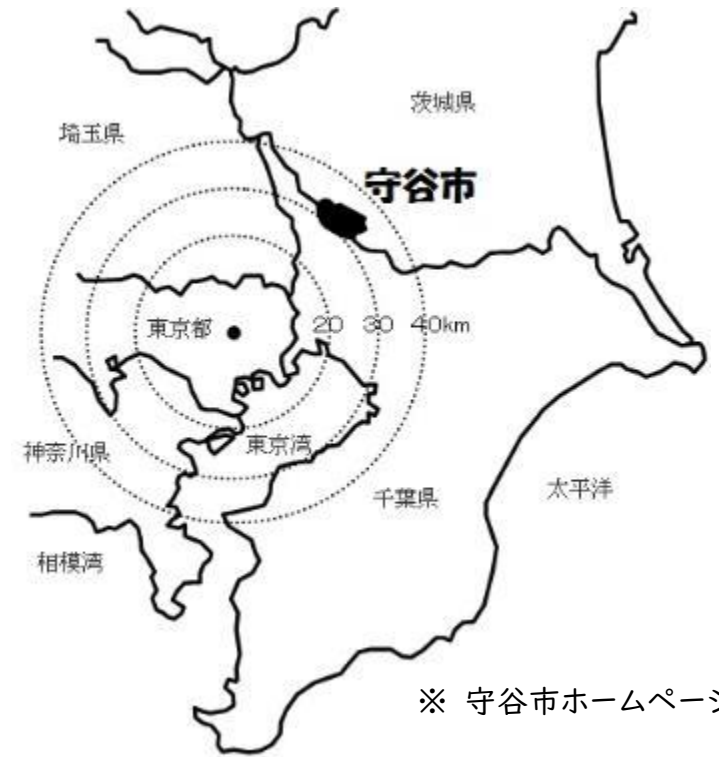 茨城県
埼玉県
守谷市
東京都
20 30 40km
東京湾
神奈川県
千葉県
太平洋
相模湾
※ 守谷市ホームページ